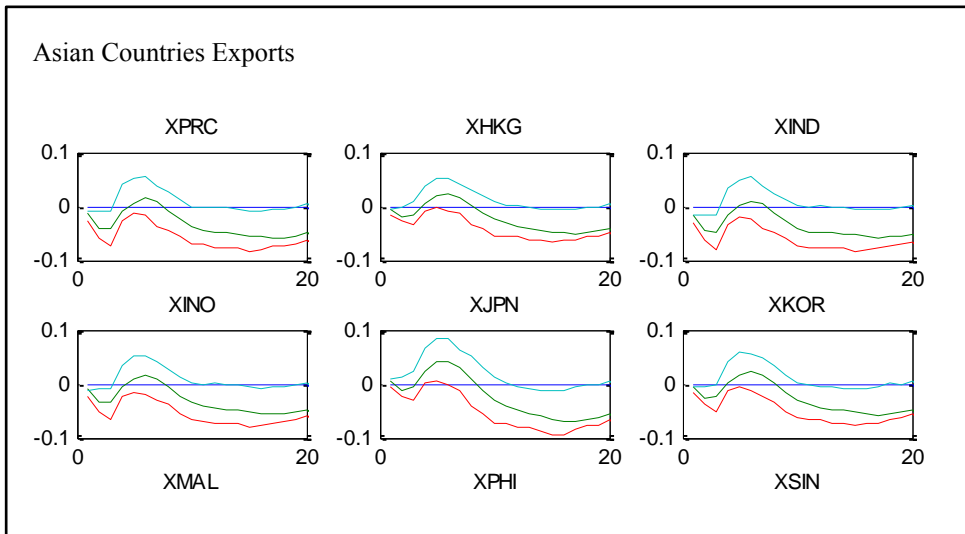 Asian Countries Exports
XPRC XHKG XIND
0.1 0.1 0.1
0 0 0
-0.1 -0.1 -0.1
0 20 0 20 0 20
XINO XJPN XKOR
0.1 0.1 0.1
0 0 0
-0.1 -0.1 -0.1
0 20 0 20 0 20
XMAL XPHI XSIN